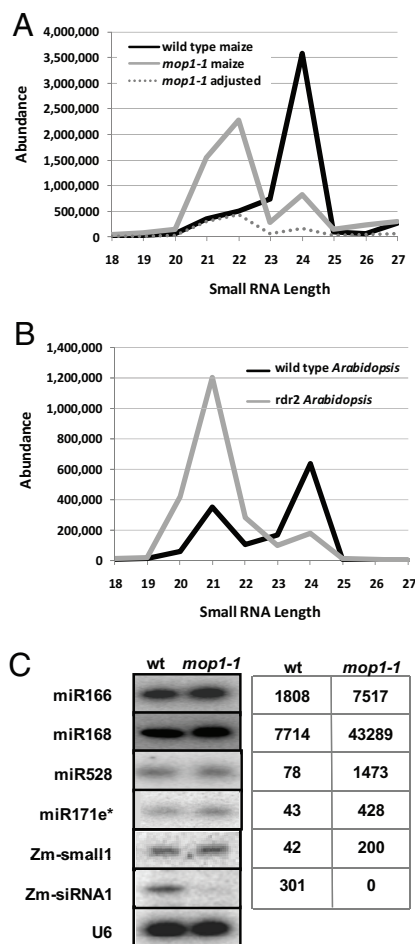 A
4,000,000
3,500,000
3,000,000
2,500,000
2,000,000
1,500,000
1,000,000
500,000
0
Abundance
wild type maize
mop1-1 maize
mop1-1 adjusted
18 19 20 21 22 23 24 25 26 27
Small RNA Length
B
1,400,000
1,200,000
1,000,000
800,000
600,000
400,000
200,000
0
Abundance
wild type Arabidopsis
rdr2 Arabidopsis
18 19 20 21 22 23 24 25 26 27
Small RNA Length
C
wt mop1-1 wt mop1-1
miR166 1808 7517
miR168 7714 43289
miR528 78 1473
miR171e* 43 428
Zm-small1 42 200
Zm-siRNA1 301 0
U6